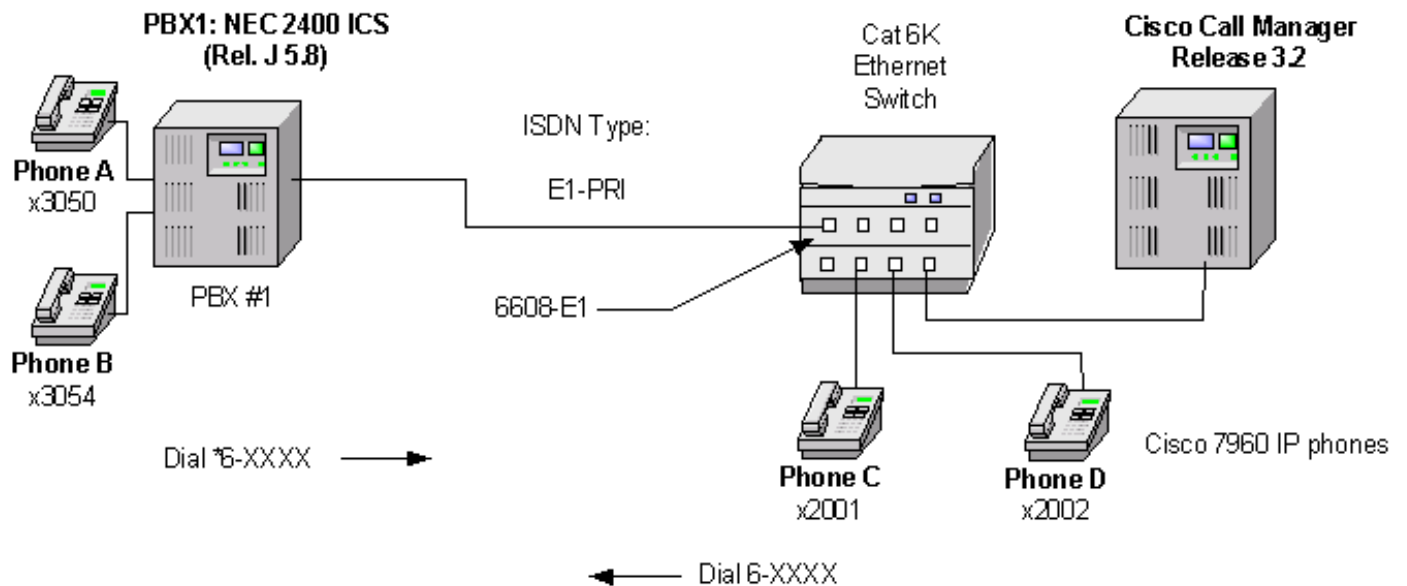 PBX1: NEC 2400 ICS
(Rel. J 5.8)
Cat 6K
Ethernet
Switch
Cisco Call Manager
Release 3.2
ISDN Type:
E1-PRI
Phone A
x3050
PBX #1
6608-E1
Phone B
x3054
Dial *6-XXXX
Phone C
x2001
Phone D
x2002
Cisco 7960 IP phones
Dial 6-XXXX